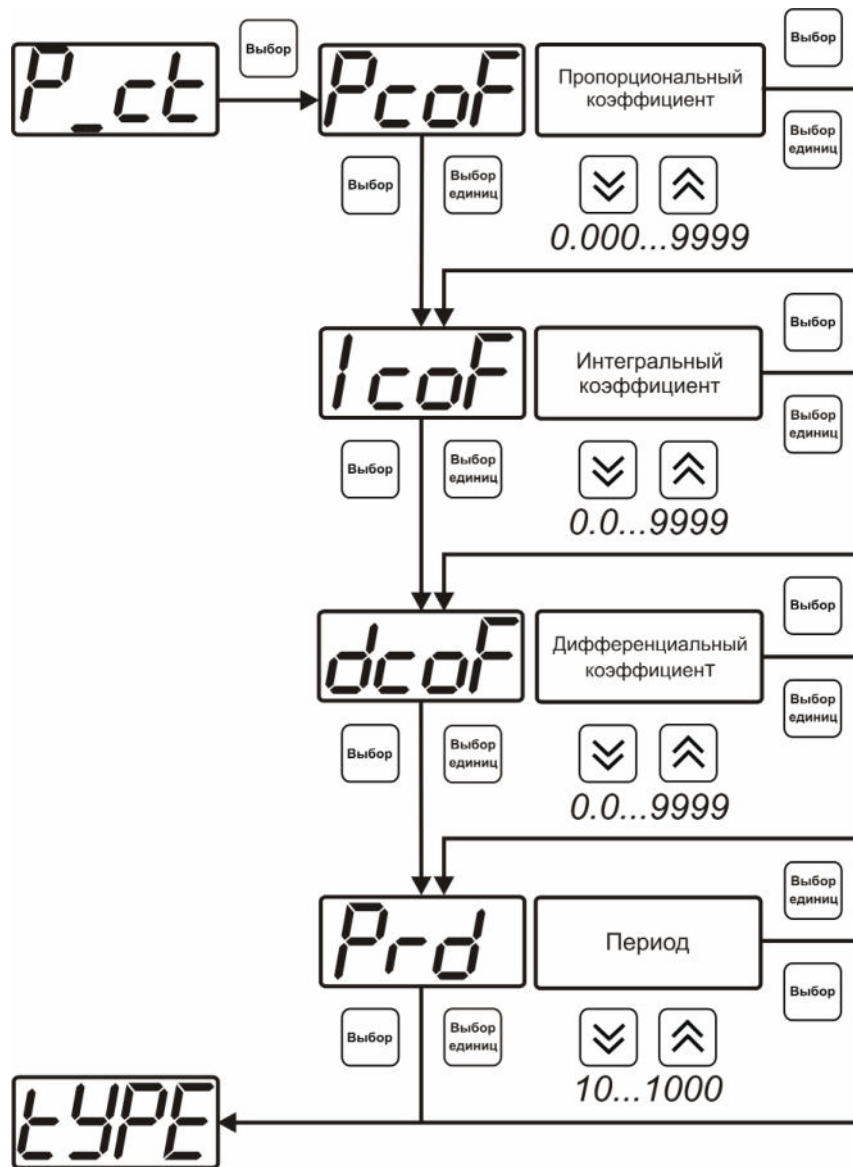 P_ct
Выбор
PcoF
Пропорциональный
коэффициент
Выбор
Выбор
единиц
Выбор
Выбор
единиц
0.000...9999
IcoF
Интегральный
коэффициент
Выбор
Выбор
единиц
Выбор
Выбор
единиц
0.0...9999
dcoF
Дифференциальный
коэффициент
Выбор
Выбор
единиц
Выбор
Выбор
единиц
0.0...9999
Prd
Период
Выбор
единиц
Выбор
Выбор
Выбор
единиц
10...1000
tYPE